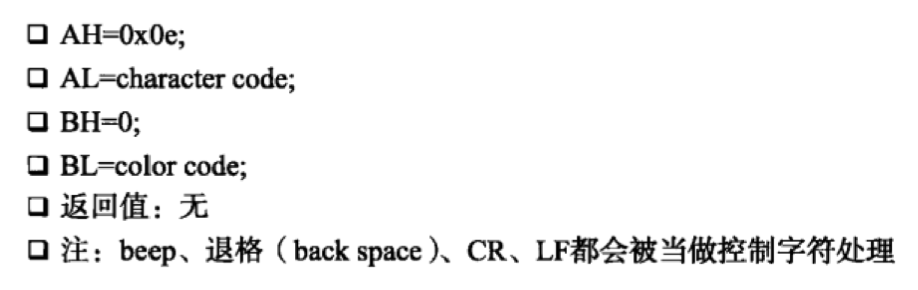 ❑ AH=0x0e;
❑ AL=character code;
❑ BH=0;
❑ BL=color code;
❑ 返回值：无
❑ 注：beep、退格（back space）、CR、LF都会被当做控制字符处理